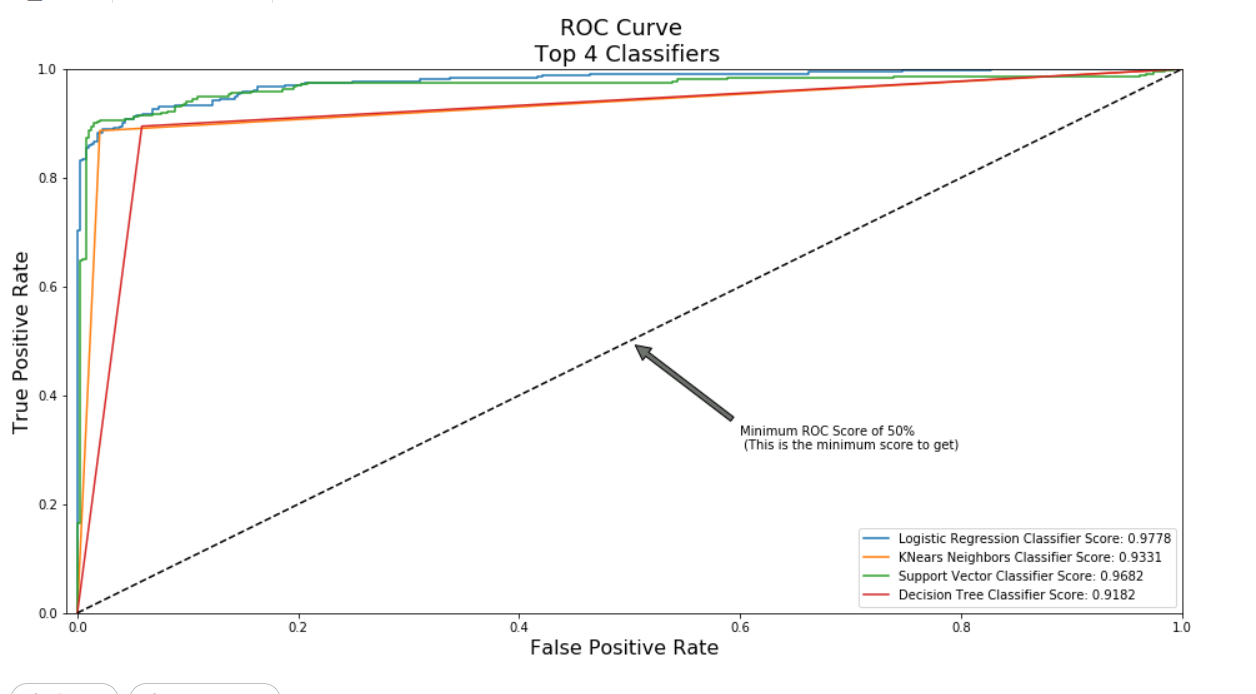 ROC Curve
Top 4 Classifiers
1.0
0.8
0.6
0.4
0.2
0.0
True Positive Rate
Minimum ROC Score of 50%
(This is the minimum score to get)
Logistic Regression Classifier Score: 0.9778
KNears Neighbors Classifier Score: 0.9331
Support Vector Classifier Score: 0.9682
Decision Tree Classifier Score: 0.9182
0.0 0.2 0.4 0.6 0.8 1.0
False Positive Rate